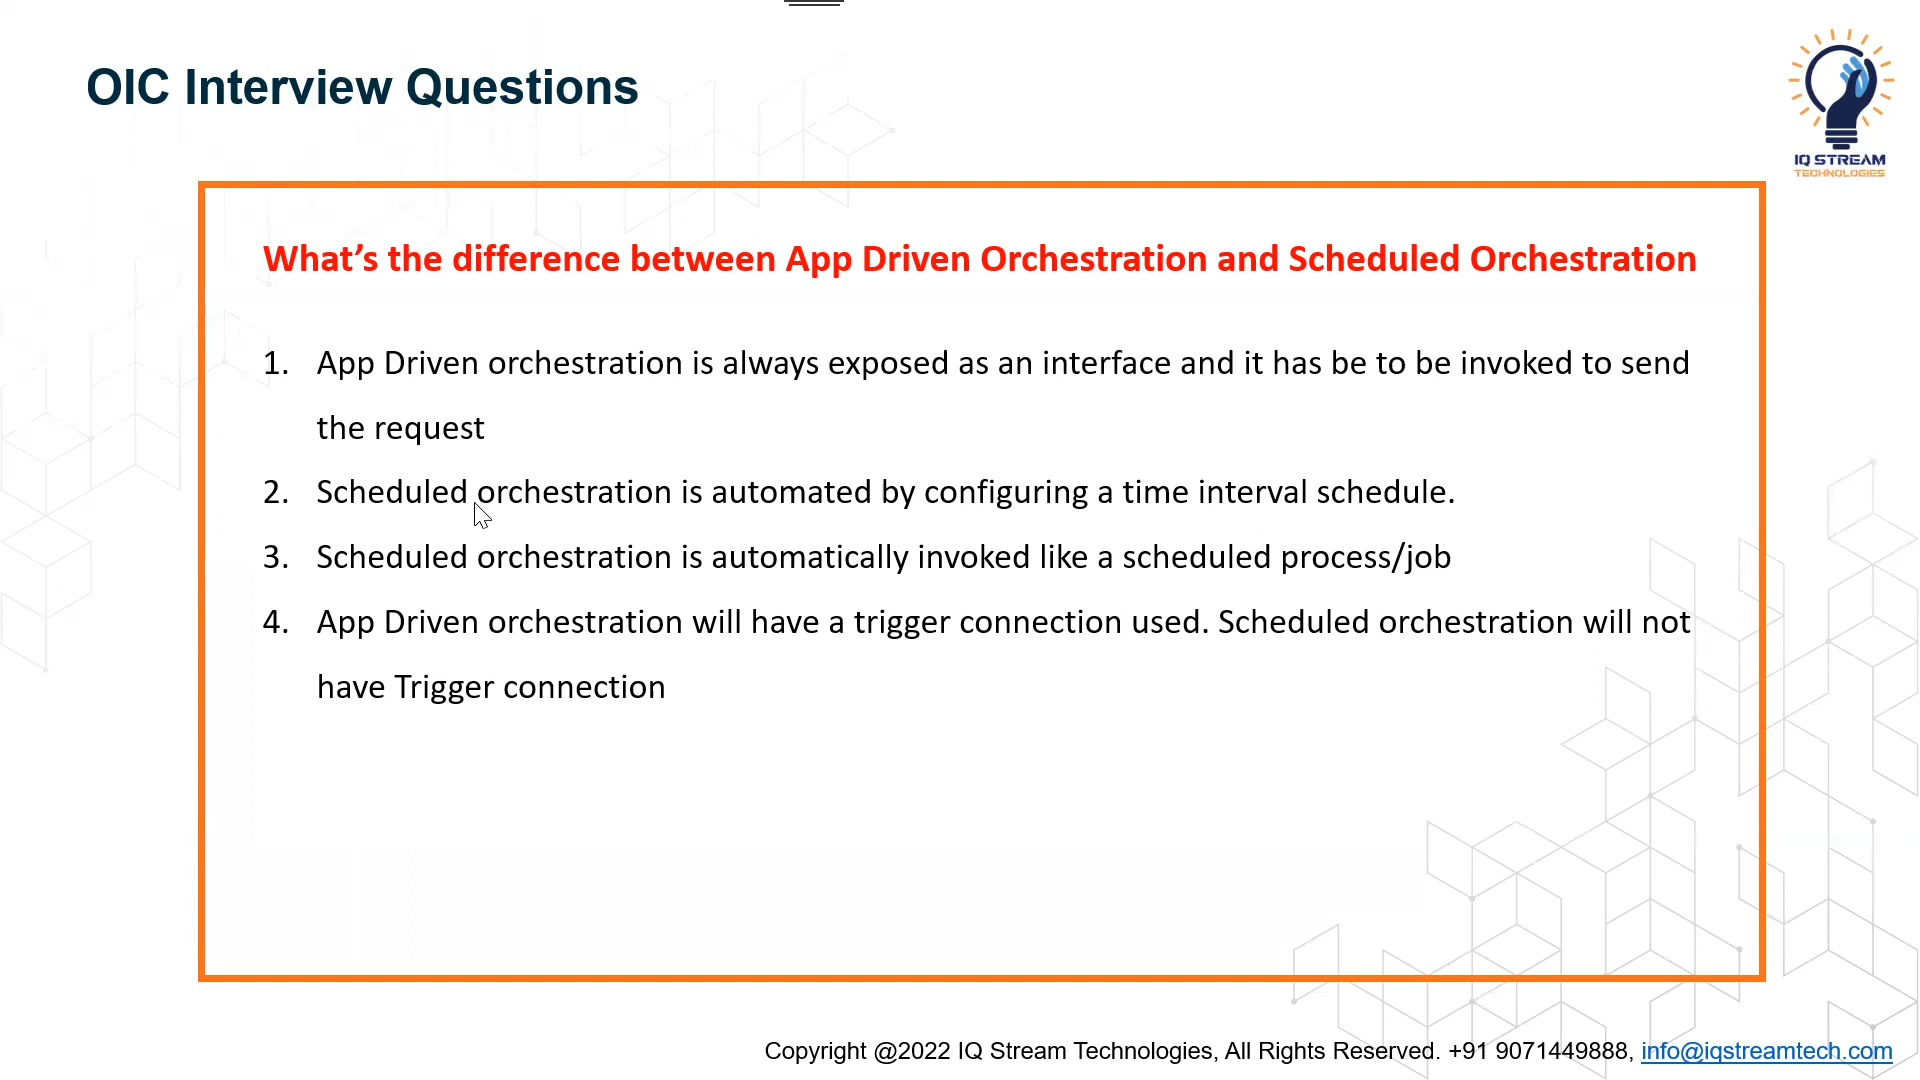 OIC Interview Questions
IQ STREAM
TECHNOLOGIES
What’s the difference between App Driven Orchestration and Scheduled Orchestration
1. App Driven orchestration is always exposed as an interface and it has be to be invoked to send
the request
2. Scheduled orchestration is automated by configuring a time interval schedule.
3. Scheduled orchestration is automatically invoked like a scheduled process/job
4. App Driven orchestration will have a trigger connection used. Scheduled orchestration will not
have Trigger connection
Copyright @2022 IQ Stream Technologies, All Rights Reserved. +91 9071449888, info@iqstreamtech.com